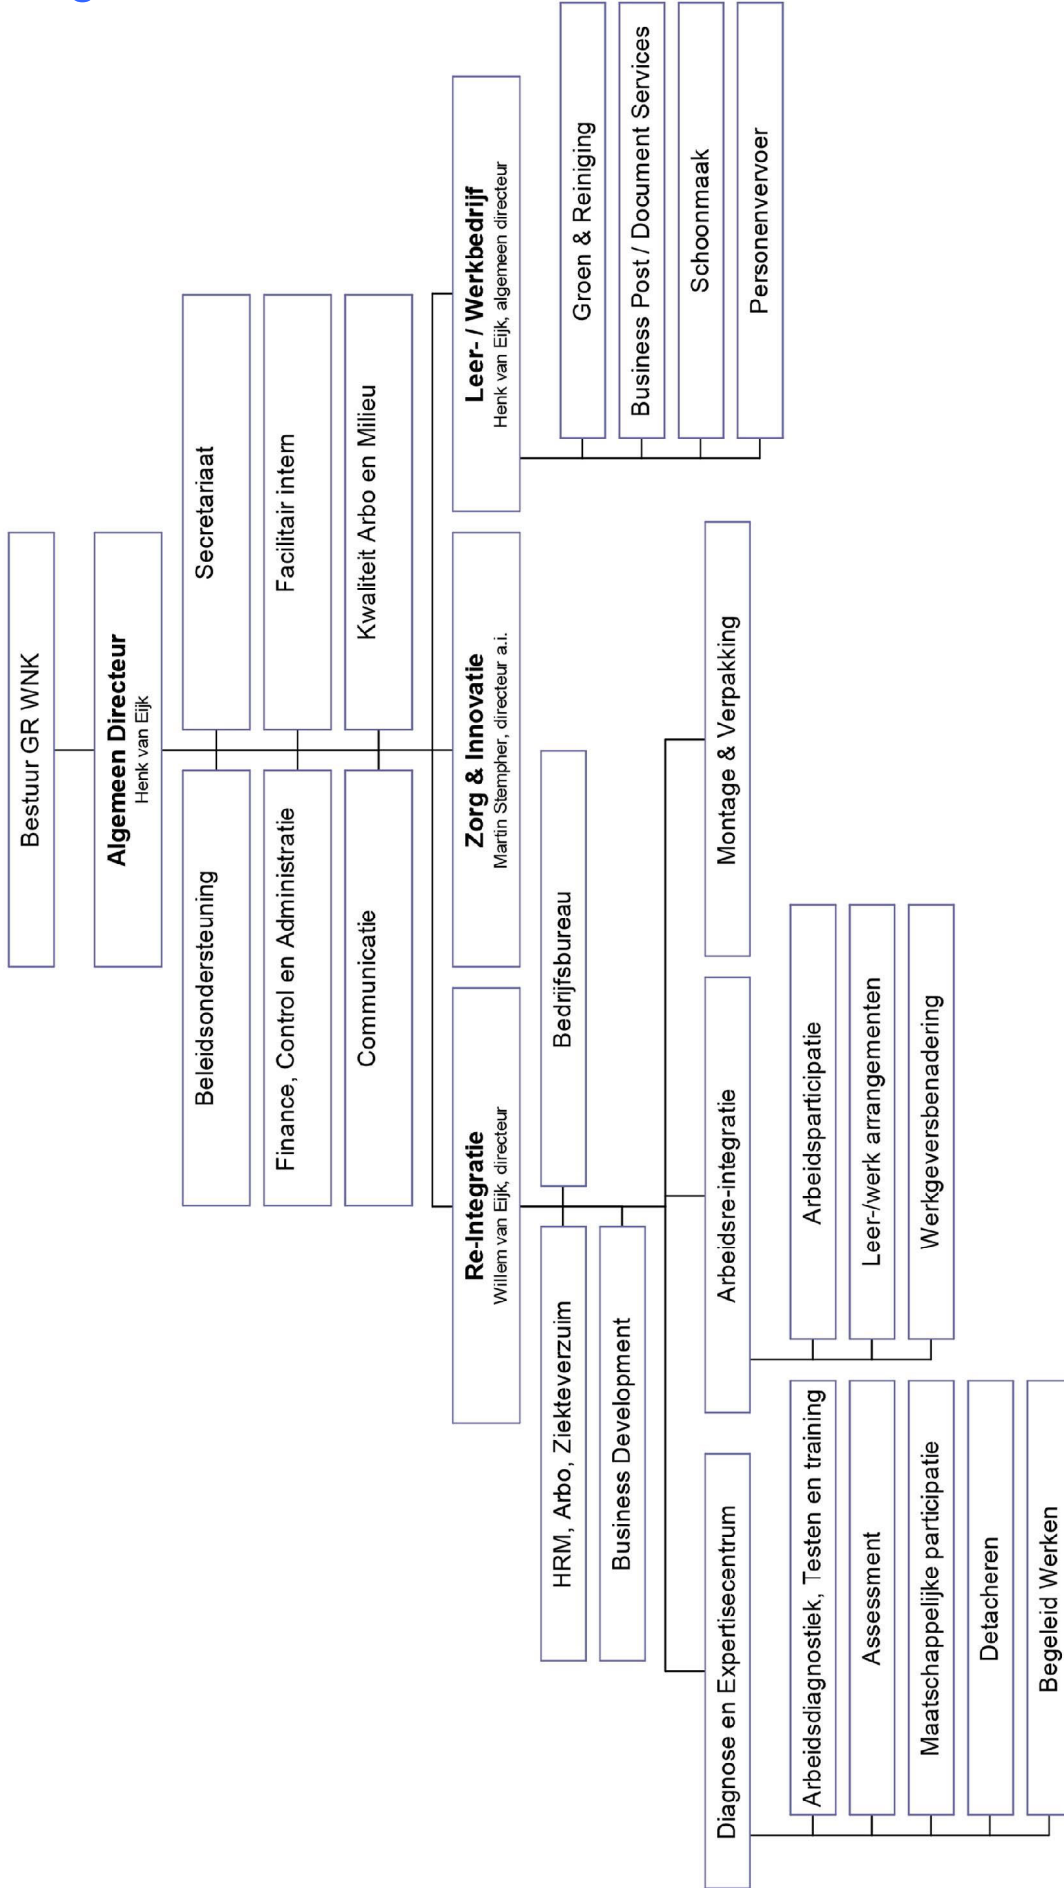 Bestuur GR WNK
Algemeen Directeur
Henk van Eijk
Beleidsondersteuning
Secretariaat
Finance, Control en Administratie
Facilitair intern
Communicatie
Kwaliteit Arbo en Milieu
Re-Integratie
Willem van Eijk, directeur
Zorg & Innovatie
Martin Stempher, directeur a.i.
Leer- / Werkbedrijf
Henk van Eijk, algemeen directeur
HRM, Arbo, Ziekteverzuim
Bedrijfsbureau
Business Development
Groen & Reiniging
Business Post / Document Services
Schoonmaak
Personenvervoer
Diagnose en Expertisecentrum
Arbeidsre-integratie
Montage & Verpakking
Arbeidsdiagnostiek, Testen en training
Assessment
Maatschappelijke participatie
Detacheren
Begeleid Werken
Arbeidsparticipatie
Leer-/werk arrangementen
Werkgeversbenadering